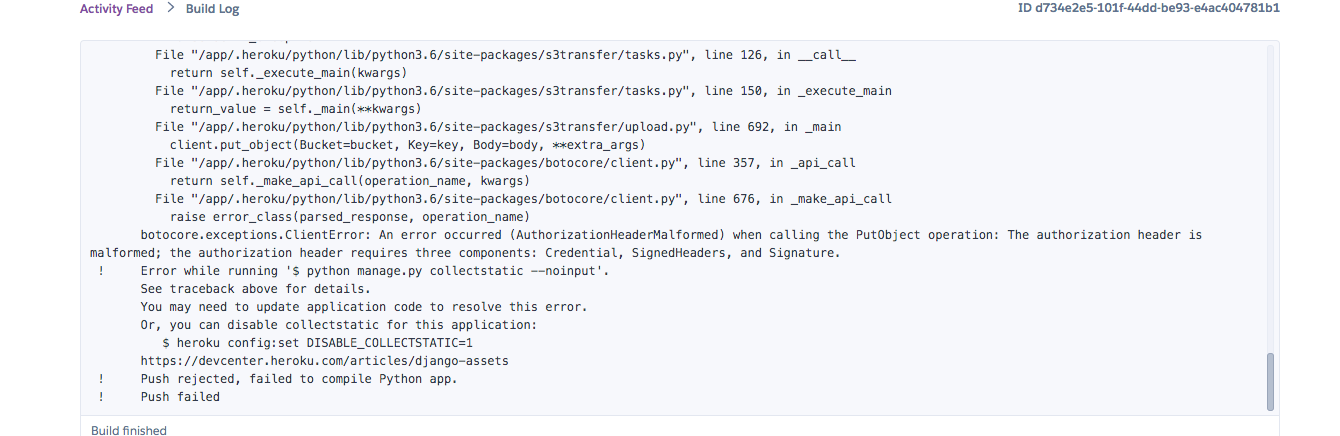 Activity Feed > Build Log
ID d734e2e5-101f-44dd-be93-e4ac404781b1
File "/app/.heroku/python/lib/python3.6/site-packages/s3transfer/tasks.py", line 126, in __call__
return self._execute_main(kwargs)
File "/app/.heroku/python/lib/python3.6/site-packages/s3transfer/tasks.py", line 150, in _execute_main
return_value = self._main(**kwargs)
File "/app/.heroku/python/lib/python3.6/site-packages/s3transfer/upload.py", line 692, in _main
client.put_object(Bucket=bucket, Key=key, Body=body, **extra_args)
File "/app/.heroku/python/lib/python3.6/site-packages/botocore/client.py", line 357, in _api_call
return self._make_api_call(operation_name, kwargs)
File "/app/.heroku/python/lib/python3.6/site-packages/botocore/client.py", line 676, in _make_api_call
raise error_class(parsed_response, operation_name)
botocore.exceptions.ClientError: An error occurred (AuthorizationHeaderMalformed) when calling the PutObject operation: The authorization header is
malformed; the authorization header requires three components: Credential, SignedHeaders, and Signature.
! Error while running '$ python manage.py collectstatic --noinput'.
See traceback above for details.
You may need to update application code to resolve this error.
Or, you can disable collectstatic for this application:
$ heroku config:set DISABLE_COLLECTSTATIC=1
https://devcenter.heroku.com/articles/django-assets
! Push rejected, failed to compile Python app.
! Push failed
Build finished